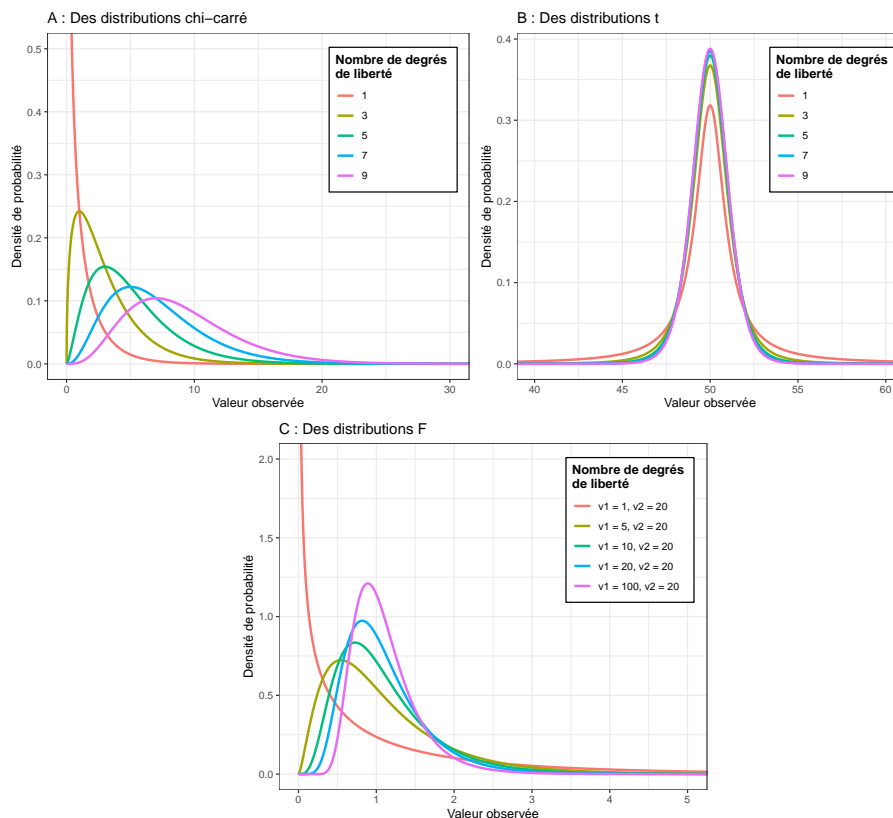 A : Des distributions chi−carré
Densité de probabilité
0.5
0.4
0.3
0.2
0.1
0.0
0
10
20
30
Valeur observée
Nombre de degrés
de liberté
1
3
5
7
9
B : Des distributions t
Densité de probabilité
0.4
0.3
0.2
0.1
0.0
40
45
50
55
60
Valeur observée
Nombre de degrés
de liberté
1
3
5
7
9
C : Des distributions F
Densité de probabilité
2.0
1.5
1.0
0.5
0.0
0
1
2
3
4
5
Valeur observée
Nombre de degrés
de liberté
v1 = 1, v2 = 20
v1 = 5, v2 = 20
v1 = 10, v2 = 20
v1 = 20, v2 = 20
v1 = 100, v2 = 20